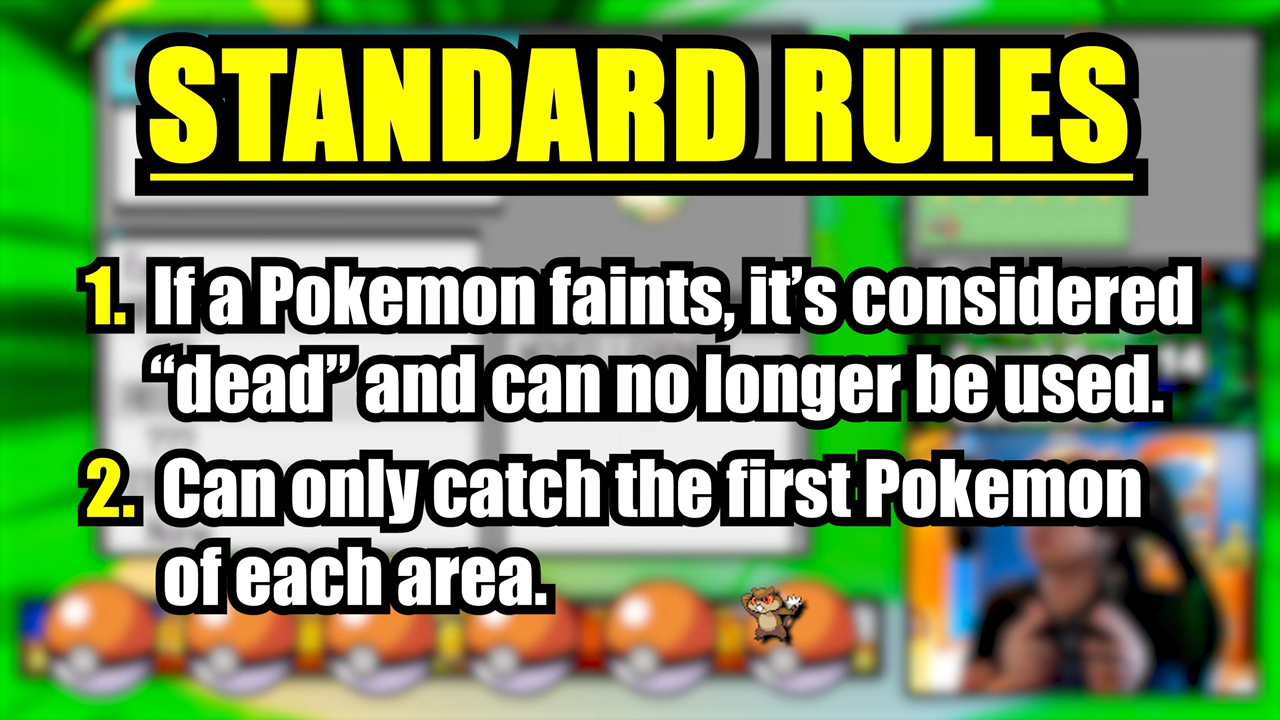 STANDARD RULES
1. If a Pokemon faints, it’s considered
“dead” and can no longer be used.
2. Can only catch the first Pokemon
of each area.